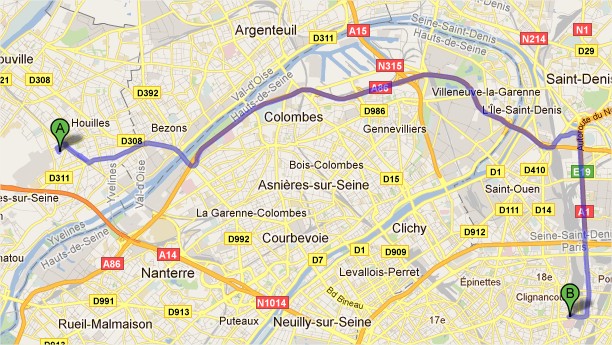 Argenteuil
A15
N214
N1
D311
Seine-Saint-Denis
Hauts-de-Seine
D29
ouville
Val-d'Oise
Hauts-de-Seine
N315
Saint-Denis
D21
D308
D392
A86
Villeneuve-la-Garenne
D986
L'Île-Saint-Denis
Houilles
Colombes
Gennevilliers
Autoroute du N
A
Bezons
D308
Bois-Colombes
D1
D410
E19
D311
Yvelines
Val-d'Oise
Asnières-sur-Seine
D15
Saint-Ouen
es-sur-Seine
La Garenne-Colombes
D111
D14
A1
Yvelines
Hauts-de-Seine
D992
Courbevoie
Clichy
D912
Seine-Saint-Denis
Paris
D1
D909
A14
D7
A86
Nanterre
Levallois-Perret
Épinettes
18e
Clignancou
B
D991
N1014
Bd Bineau
D913
Rueil-Malmaison
Puteaux
Neuilly-sur-Seine
17e
D913